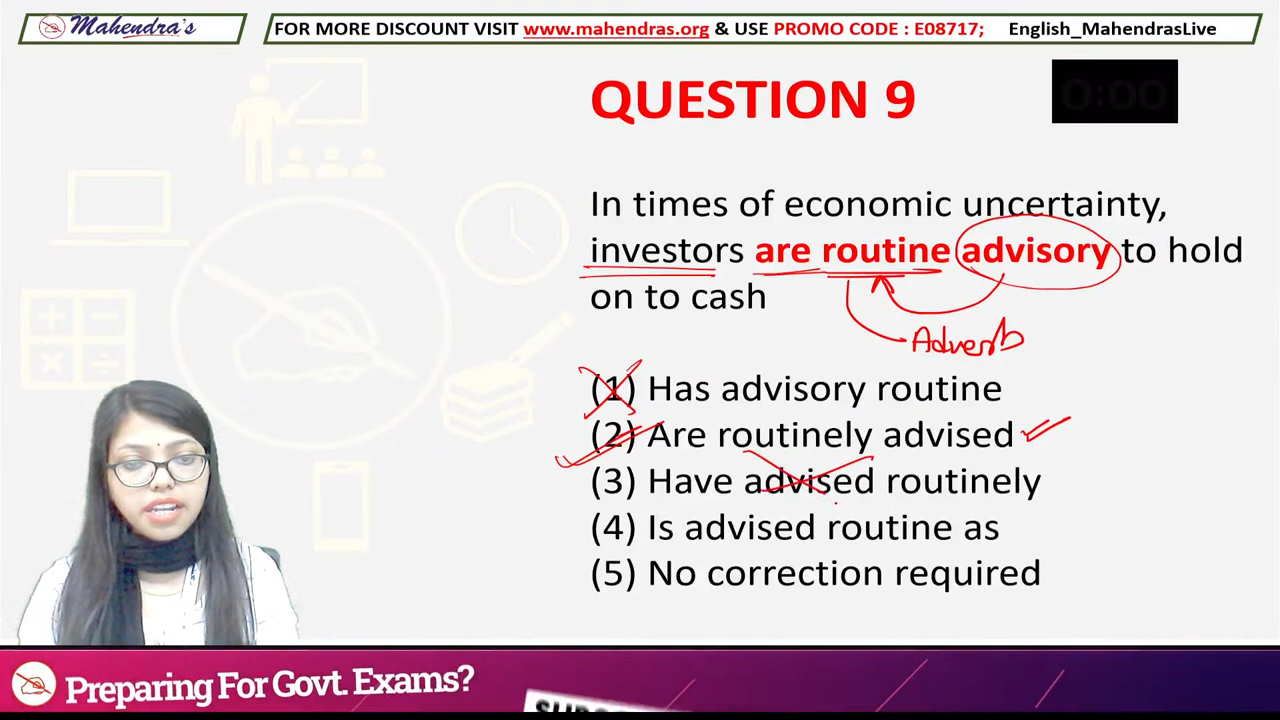 Mahendra's
FOR MORE DISCOUNT VISIT www.mahendras.org & USE PROMO CODE : E08717; English_MahendrasLive
QUESTION 9
0:00
In times of economic uncertainty,
investors are routine advisory to hold
on to cash
Adverb
(1) Has advisory routine
(2) Are routinely advised
(3) Have advised routinely
(4) Is advised routine as
(5) No correction required
Preparing For Govt. Exams?